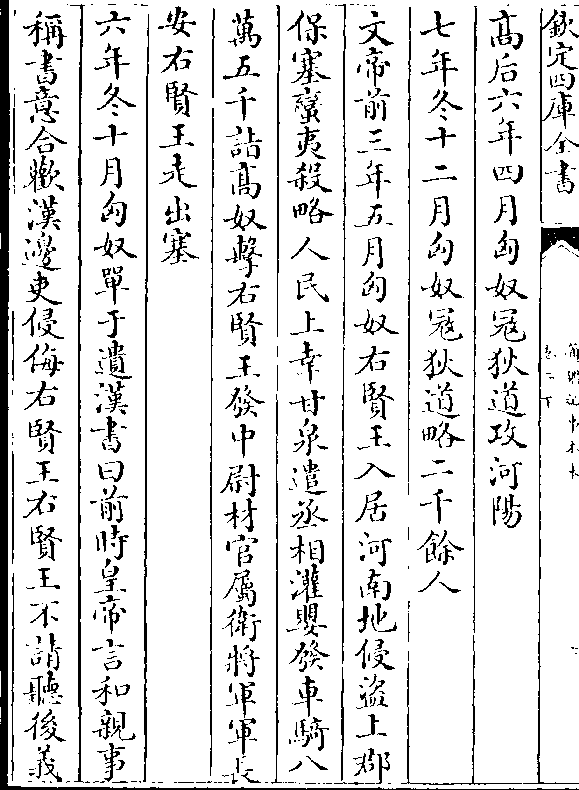 欽定四庫全書
高后六年四月匈奴冦狄道攻河陽
七年冬十二月匈奴冦狄道略二千餘人
文帝前三年五月匈奴右賢王入居河南地侵盜上郡
保塞蠻夷殺略人民上幸甘泉遣丞相灌嬰發車騎八
萬五千詣高奴擊右賢王發中尉材官屬衛將軍軍長
安右賢王走出塞
六年冬十月匈奴單于遺漢書曰前時皇帝言和親事
稱書意合歡漢邊吏侵侮右賢王右賢王不請聽後義